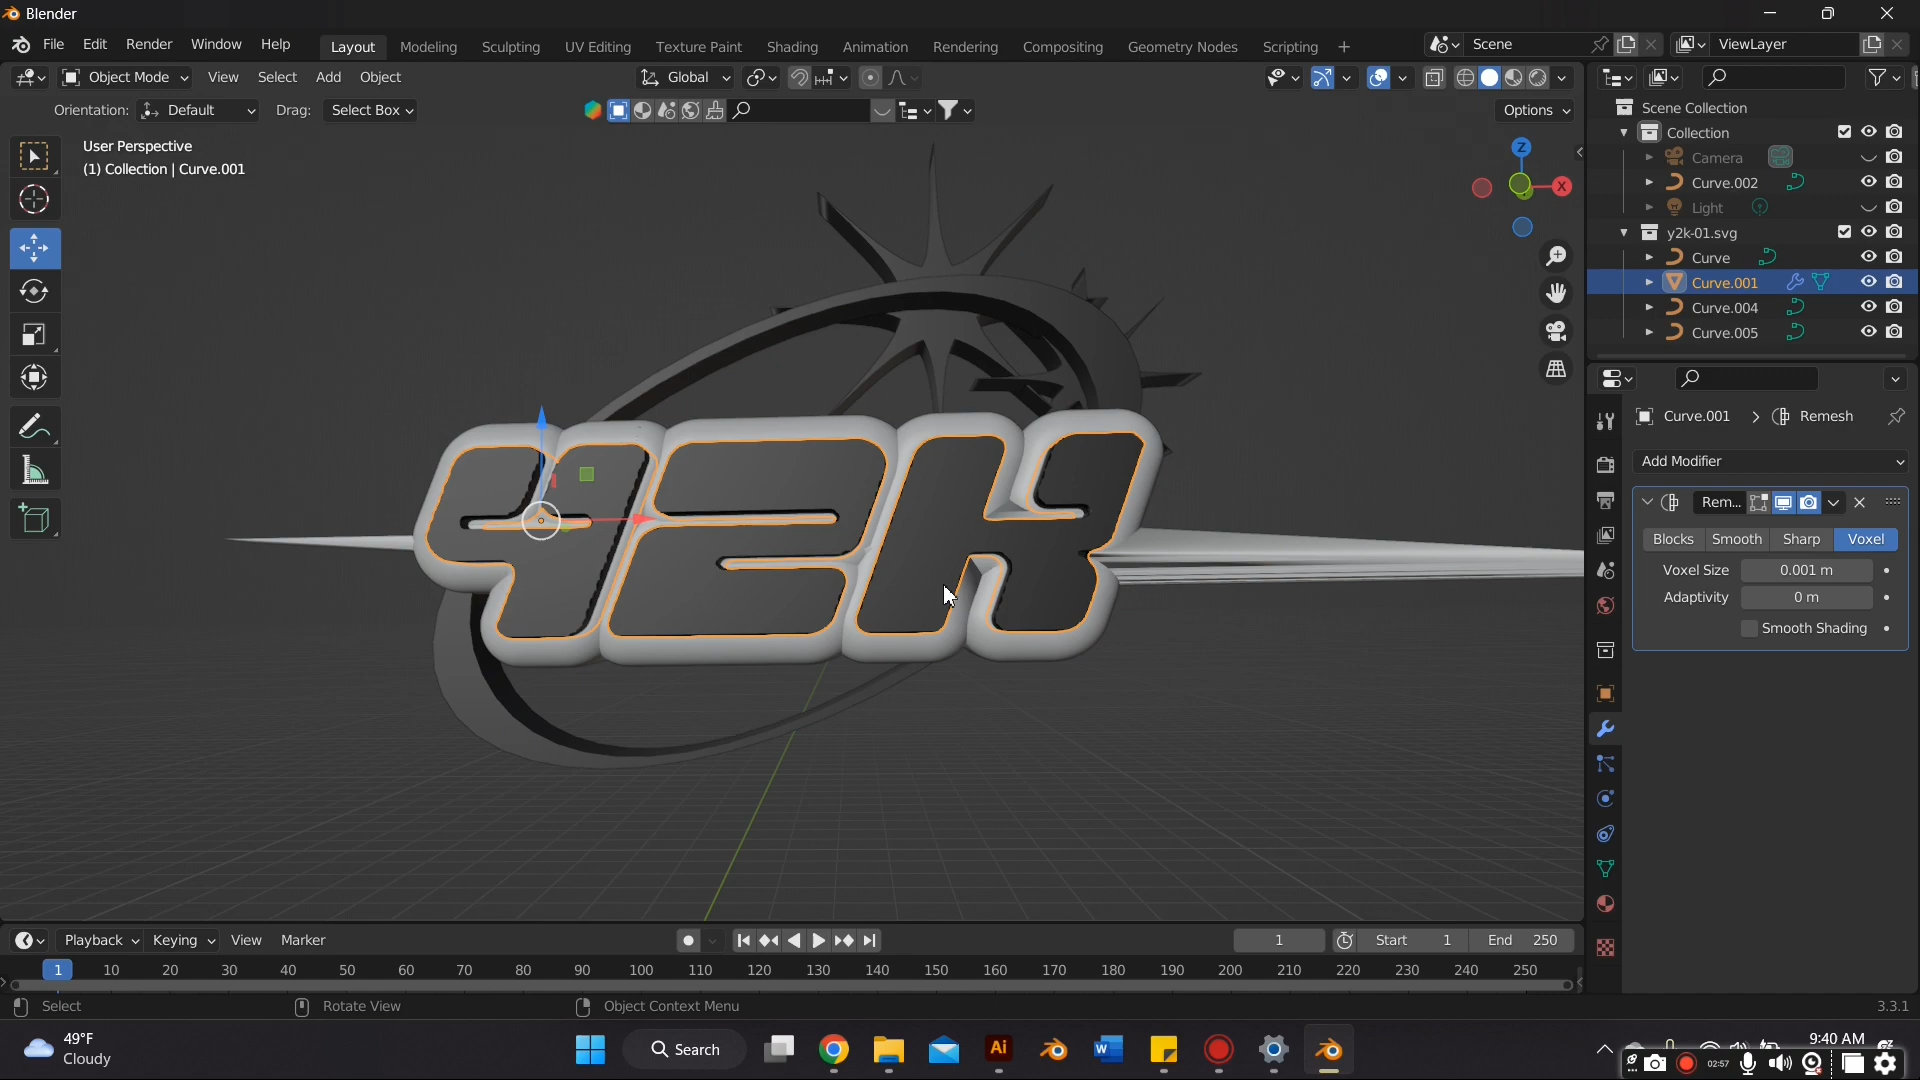 Blender
File Edit Render Window Help Layout Modeling Sculpting UV Editing Texture Paint Shading Animation Rendering Compositing Geometry Nodes Scripting + Scene ViewLayer
Object Mode View Select Add Object Global
Orientation: Default Drag: Select Box Options
User Perspective
(1) Collection | Curve.001
Z
X
Y2K
Scene Collection
Collection
Camera
Curve.002
Light
y2k-01.svg
Curve
Curve.001
Curve.004
Curve.005
Curve.001 > Remesh
Add Modifier
Rem...
Blocks Smooth Sharp Voxel
Voxel Size 0.001 m
Adaptivity 0 m
Smooth Shading
Playback Keying View Marker 1 Start 1 End 250
1 10 20 30 40 50 60 70 80 90 100 110 120 130 140 150 160 170 180 190 200 210 220 230 240 250
Select Rotate View Object Context Menu 3.3.1
49°F
Cloudy
Search
Ai
W
9:40 AM
02:57